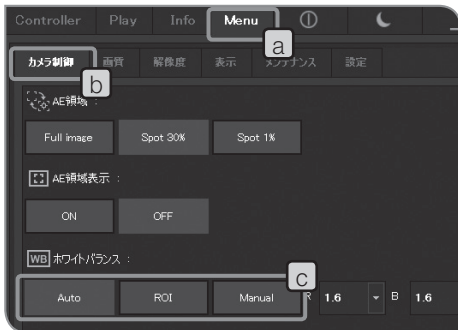 Controller Play Info Menu
a
カメラ制御 画質 解像度 表示 メンテナンス 設定
b
AE領域 :
Full image Spot 30% Spot 1%
AE領域表示 :
ON OFF
WB ホワイトバランス :
c
Auto ROI Manual R 1.6 B 1.6